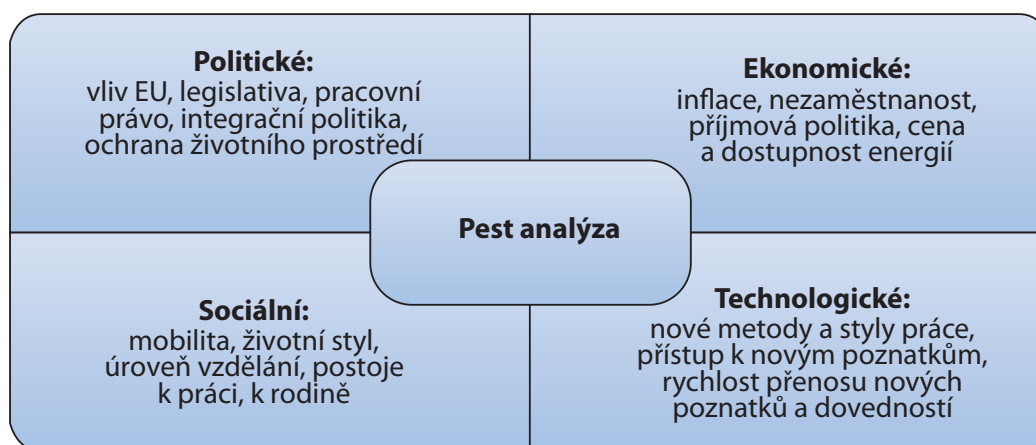 Politické:
vliv EU, legislativa, pracovní
právo, integrační politika,
ochrana životního prostředí
Ekonomické:
inflace, nezaměstnanost,
příjmová politika, cena
a dostupnost energií
Pest analýza
Sociální:
mobilita, životní styl,
úroveň vzdělání, postoje
k práci, k rodině
Technologické:
nové metody a styly práce,
přístup k novým poznatkům,
rychlost přenosu nových
poznatků a dovedností